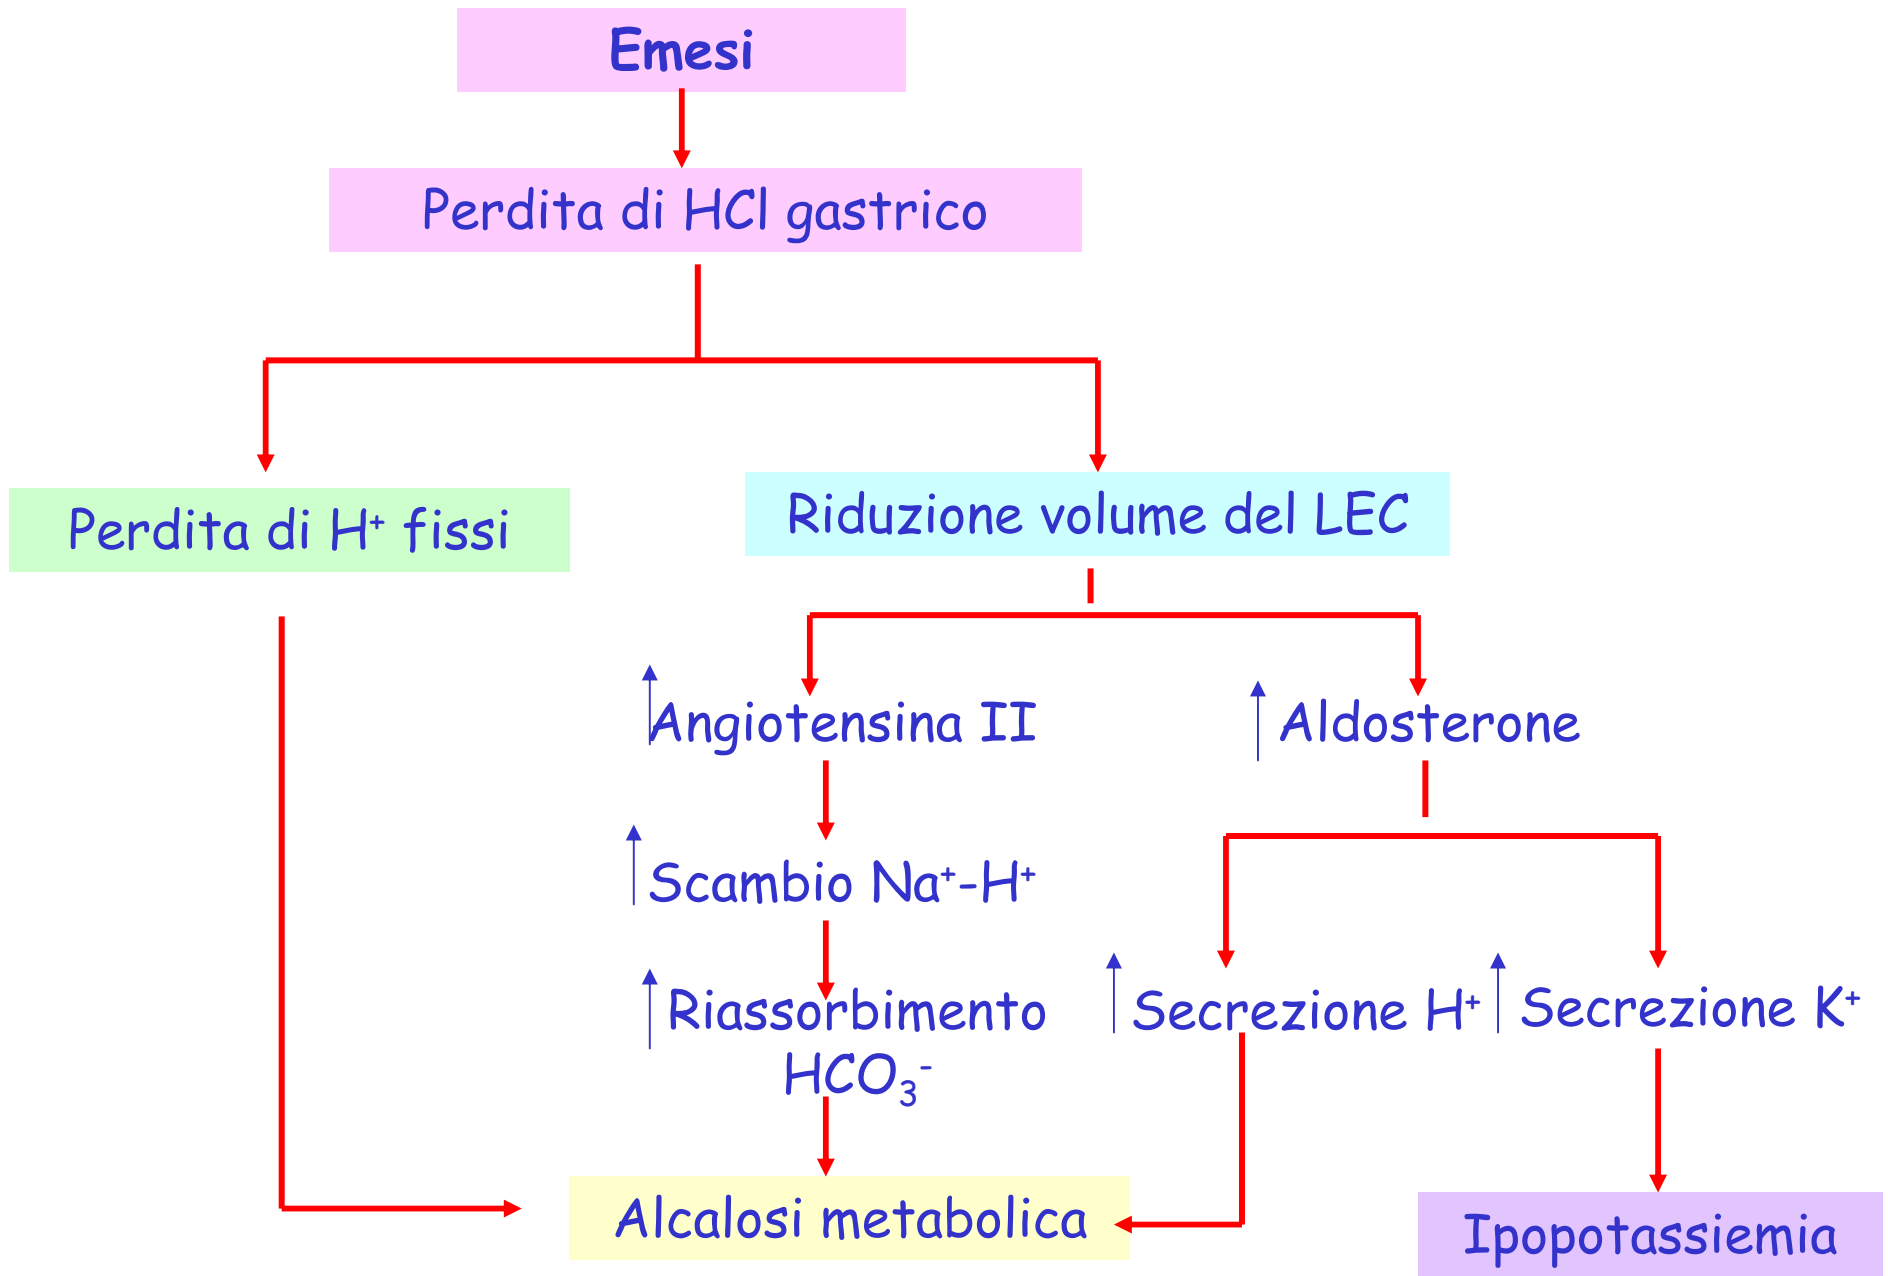 Emesi
Perdita di HCl gastrico
Perdita di H⁺ fissi
Riduzione volume del LEC
Angiotensina II
Aldosterone
Scambio Na⁺-H⁺
Riassorbimento
HCO₃⁻
Secrezione H⁺
Secrezione K⁺
Alcalosi metabolica
Ipopotassiemia